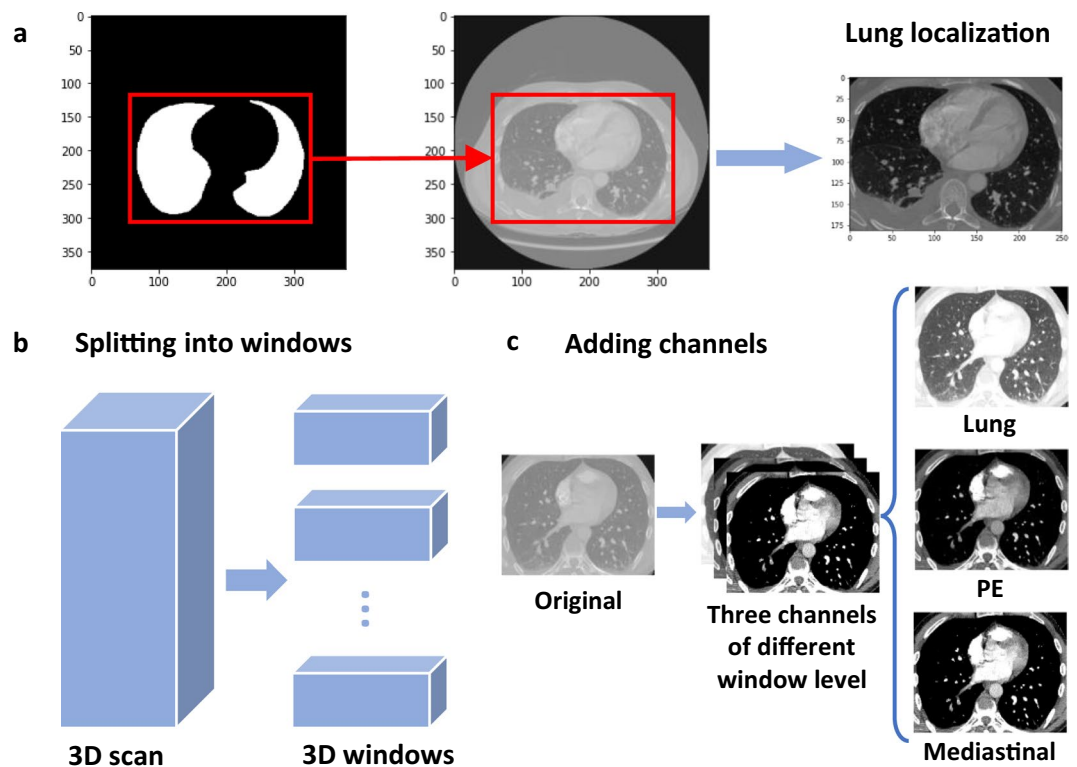 a
Lung localization
0
50
100
150
200
250
300
350
0 100 200 300
0
50
100
150
200
250
300
350
0 100 200 300
0
25
50
75
100
125
150
175
0 50 100 150 200 250
b Splitting into windows
3D scan
3D windows
c Adding channels
Original
Three channels
of different
window level
Lung
PE
Mediastinal